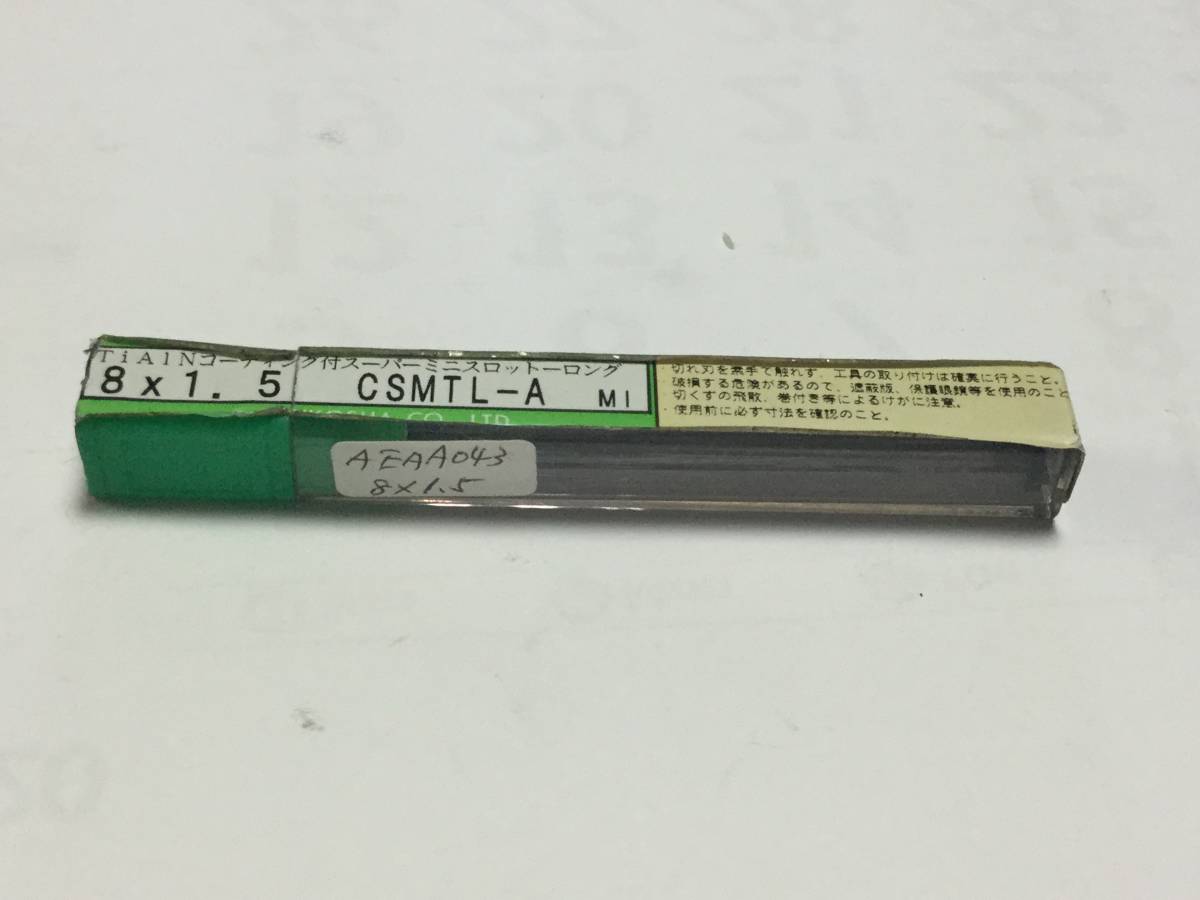 TiAlNコーティング付スーパーミニスロットーロング
8x1.5 CSMTL-A MI
CO., LTD.
切れ刃を素手で触れず、工具の取り付けは確実に行うこと。
破損する危険があるので、遮蔽版、保護眼鏡等を使用のこと
切くずの飛散、巻付き等によるけがに注意。
使用前に必ず寸法を確認のこと。
AEAA043
8x1.5